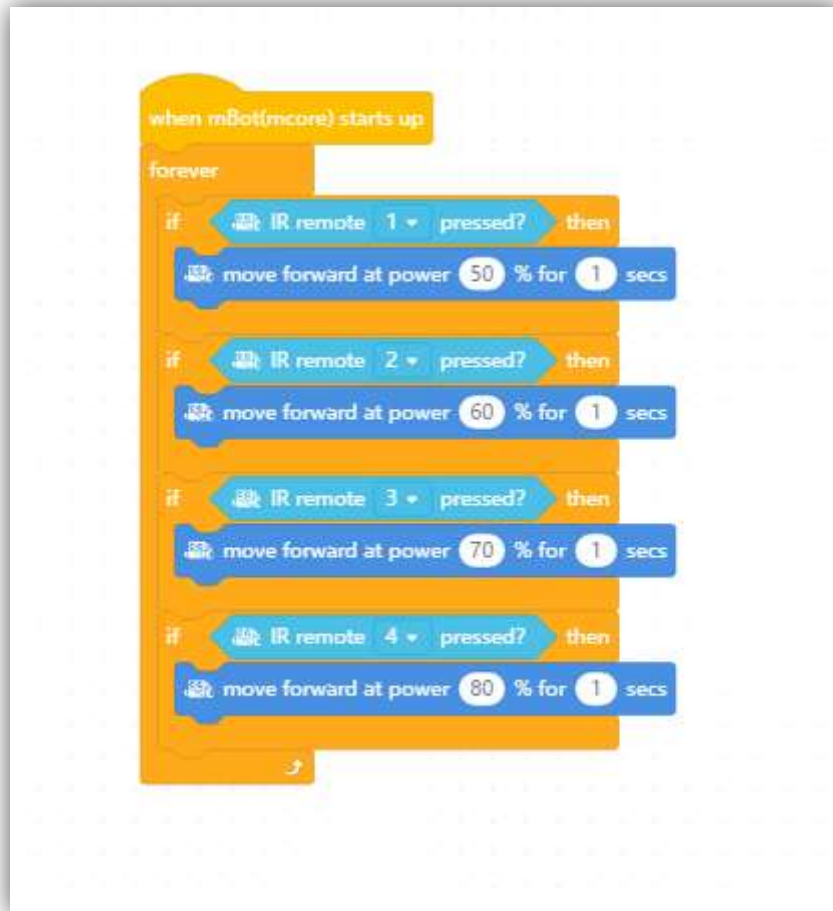 when mBot(mcore) starts up
forever
if IR remote 1 pressed? then
move forward at power 50 % for 1 secs
if IR remote 2 pressed? then
move forward at power 60 % for 1 secs
if IR remote 3 pressed? then
move forward at power 70 % for 1 secs
if IR remote 4 pressed? then
move forward at power 80 % for 1 secs